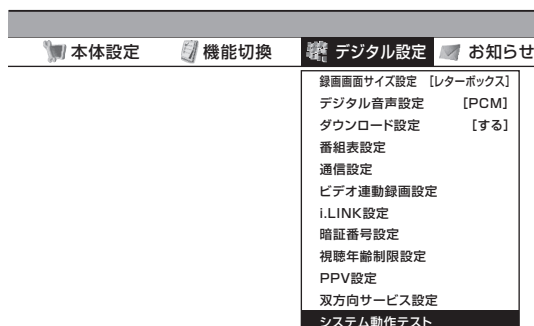 本体設定 機能切換 デジタル設定 お知らせ
録画画面サイズ設定 [レターボックス]
デジタル音声設定 [PCM]
ダウンロード設定 [する]
番組表設定
通信設定
ビデオ連動録画設定
i.LINK設定
暗証番号設定
視聴年齢制限設定
PPV設定
双方向サービス設定
システム動作テスト